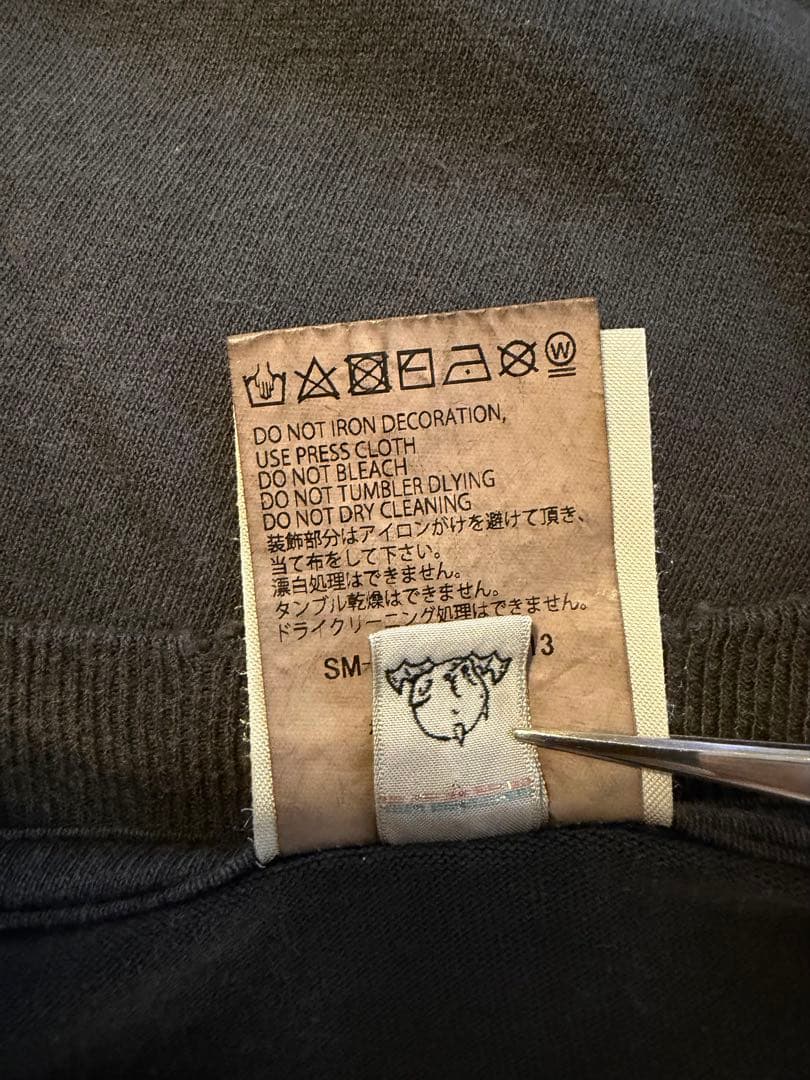 W
DO NOT IRON DECORATION,
USE PRESS CLOTH
DO NOT BLEACH
DO NOT TUMBLER DLYING
DO NOT DRY CLEANING
装飾部分はアイロンがけを避けて頂き、
当て布をして下さい。
漂白処理はできません。
タンブル乾燥はできません。
ドライクリーニング処理はできません。
SM- 13